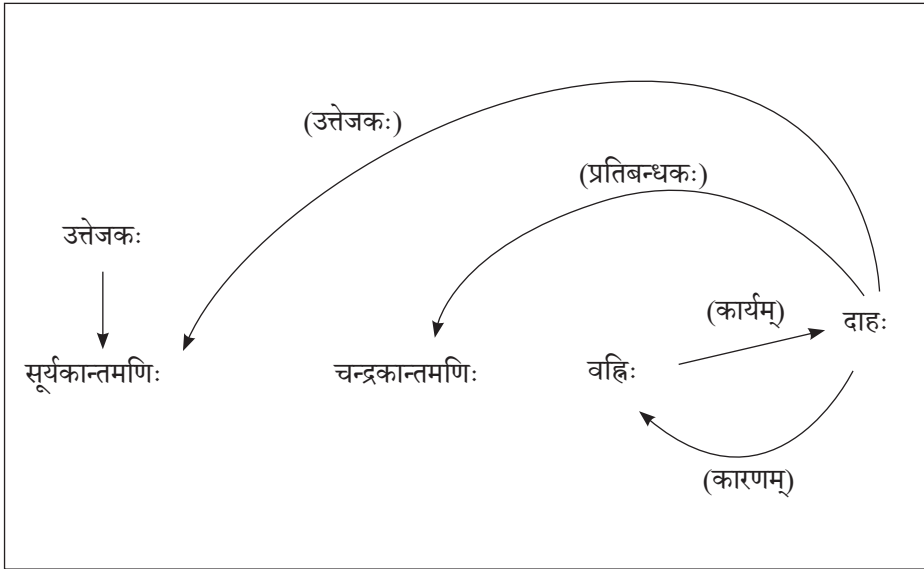 (उत्तेजकः)
(प्रतिबन्धकः)
उत्तेजकः
(कार्यम्)
दाहः
सूर्यकान्तमणिः
चन्द्रकान्तमणिः
वह्निः
(कारणम्)